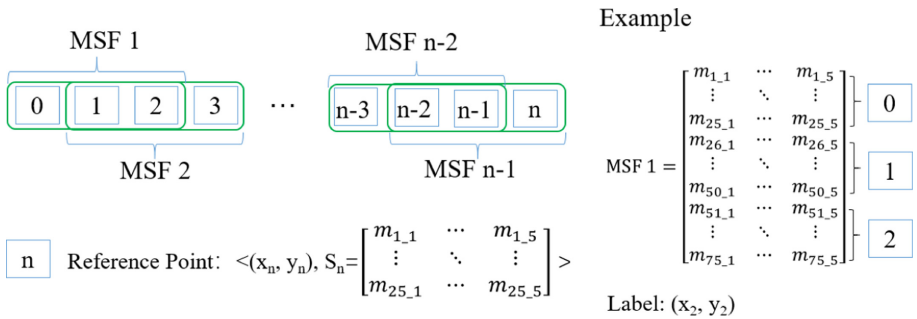 Example
MSF 1
MSF n-2
0 1 2 3 ⋯ n-3 n-2 n-1 n
MSF 2
MSF n-1
n Reference Point: <(xₙ, yₙ), Sₙ= [
m₁_₁ ⋯ m₁_₅
⋮ ⋱ ⋮
m₂₅_₁ ⋯ m₂₅_₅
] >
MSF 1 = [
m₁_₁ ⋯ m₁_₅
⋮ ⋱ ⋮ 0
m₂₅_₁ ⋯ m₂₅_₅
m₂₆_₁ ⋯ m₂₆_₅
⋮ ⋱ ⋮ 1
m₅₀_₁ ⋯ m₅₀_₅
m₅₁_₁ ⋯ m₅₁_₅
⋮ ⋱ ⋮ 2
m₇₅_₁ ⋯ m₇₅_₅
]
Label: (x₂, y₂)